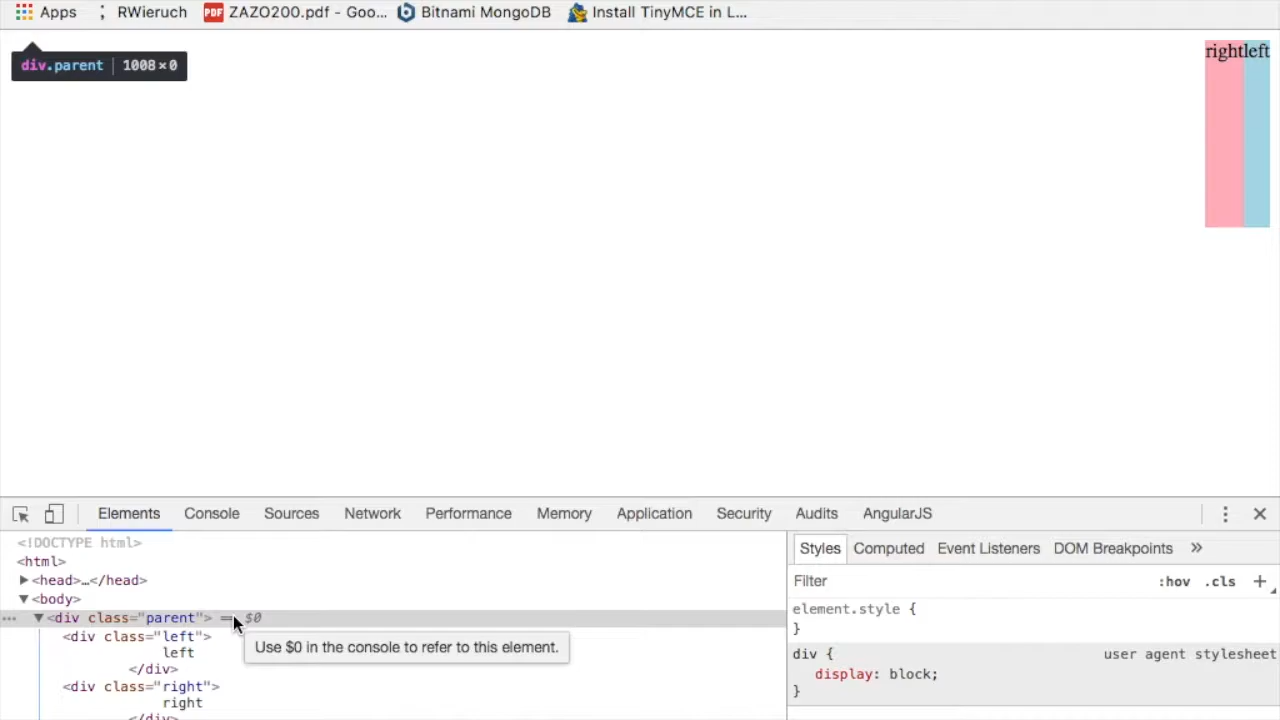 Apps ; RWieruch PDF ZAZO200.pdf - Goo... Bitnami MongoDB Install TinyMCE in L...
div.parent | 1008×0
rightleft
Elements Console Sources Network Performance Memory Application Security Audits AngularJS
<!DOCTYPE html>
<html>
▶<head>…</head>
▼<body>
… ▼<div class="parent"> == $0
<div class="left">
left
</div>
<div class="right">
right
</div>
Use $0 in the console to refer to this element.
Styles Computed Event Listeners DOM Breakpoints »
Filter :hov .cls +
element.style {
}
div { user agent stylesheet
display: block;
}